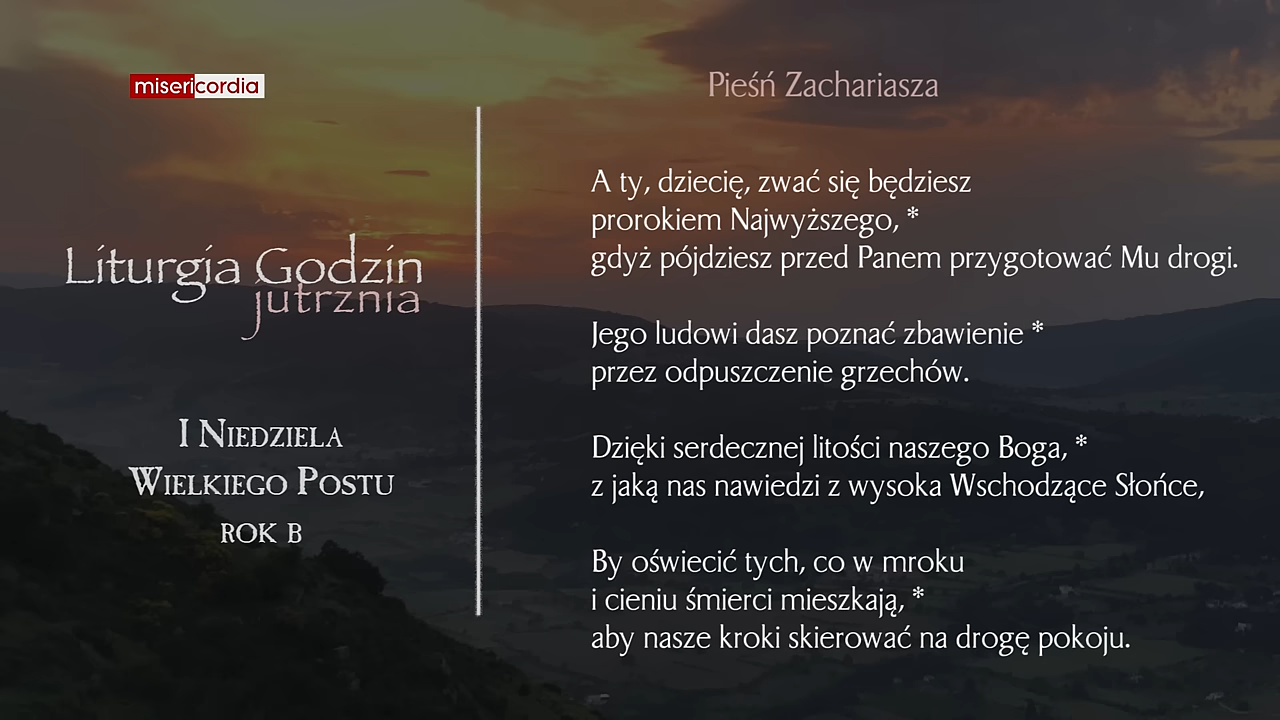 misericordia
Liturgia Godzin
jutrznia
I Niedziela
Wielkiego Postu
rok B
Pieśń Zachariasza
A ty, dziecię, zwać się będziesz
prorokiem Najwyższego, *
gdyż pójdziesz przed Panem przygotować Mu drogi.
Jego ludowi dasz poznać zbawienie *
przez odpuszczenie grzechów.
Dzięki serdecznej litości naszego Boga, *
z jaką nas nawiedzi z wysoka Wschodzące Słońce,
By oświecić tych, co w mroku
i cieniu śmierci mieszkają, *
aby nasze kroki skierować na drogę pokoju.